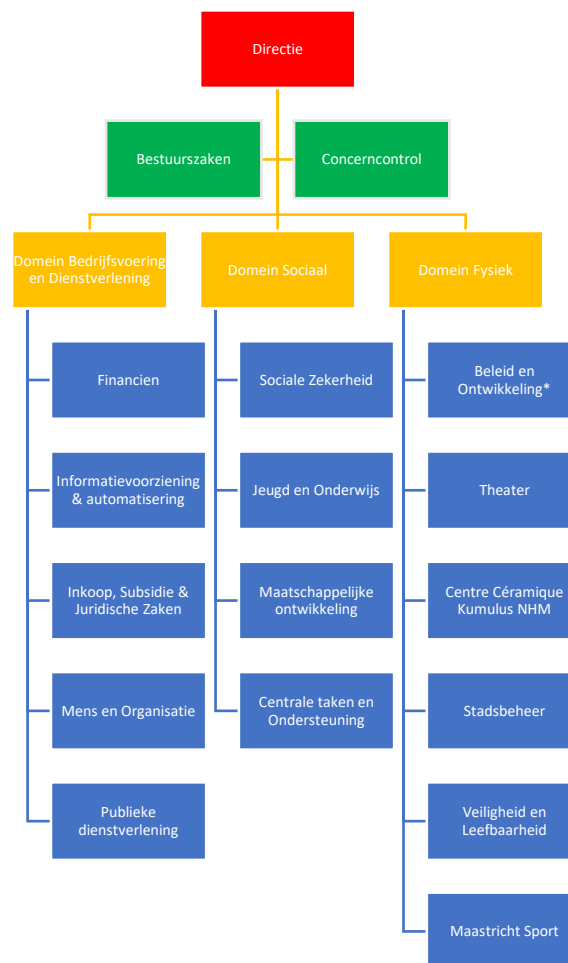 Directie
Bestuurszaken
Concerncontrol
Domein Bedrijfsvoering
en Dienstverlening
Domein Sociaal
Domein Fysiek
Financien
Sociale Zekerheid
Beleid en
Ontwikkeling*
Informatievoorziening
& automatisering
Jeugd en Onderwijs
Theater
Inkoop, Subsidie &
Juridische Zaken
Maatschappelijke
ontwikkeling
Centre Céramique
Kumulus NHM
Mens en Organisatie
Centrale taken en
Ondersteuning
Stadsbeheer
Publieke
dienstverlening
Veiligheid en
Leefbaarheid
Maastricht Sport